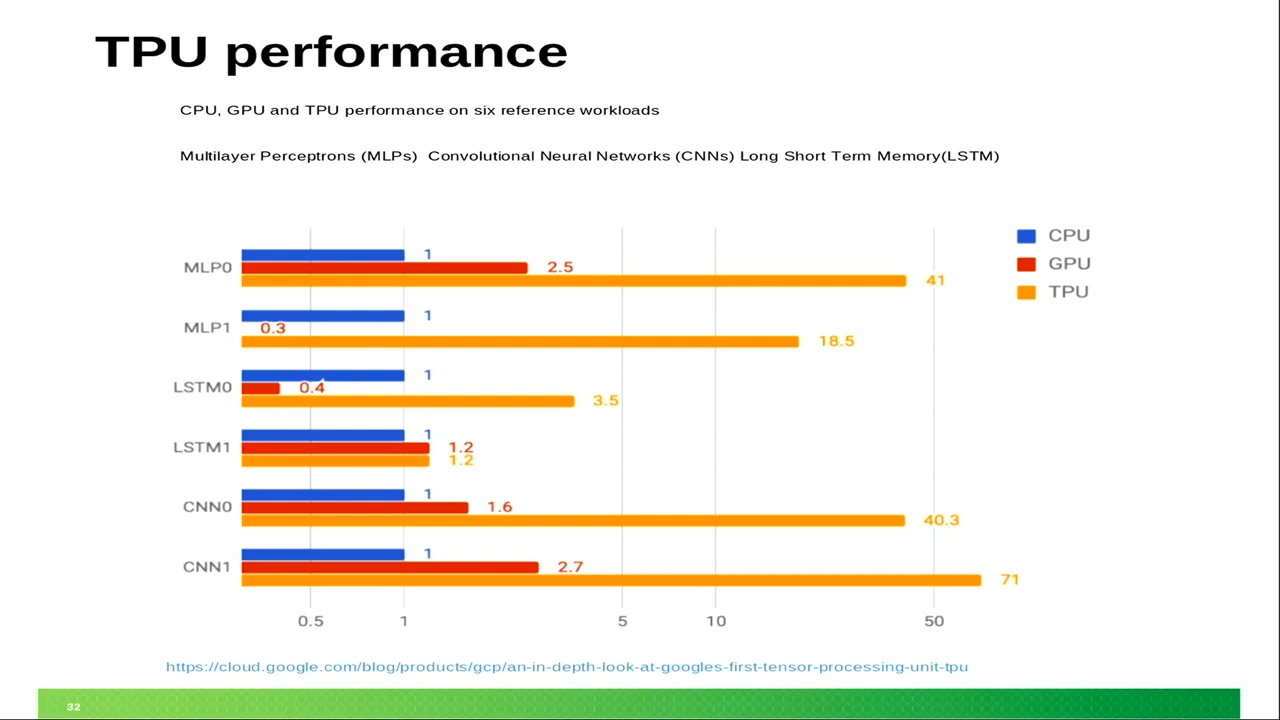 TPU performance
CPU, GPU and TPU performance on six reference workloads
Multilayer Perceptrons (MLPs)  Convolutional Neural Networks (CNNs) Long Short Term Memory(LSTM)
CPU
GPU
TPU
MLP0
1
2.5
41
MLP1
1
0.3
18.5
LSTM0
1
0.4
3.5
LSTM1
1
1.2
1.2
CNN0
1
1.6
40.3
CNN1
1
2.7
71
0.5 1 5 10 50
https://cloud.google.com/blog/products/gcp/an-in-depth-look-at-googles-first-tensor-processing-unit-tpu
32